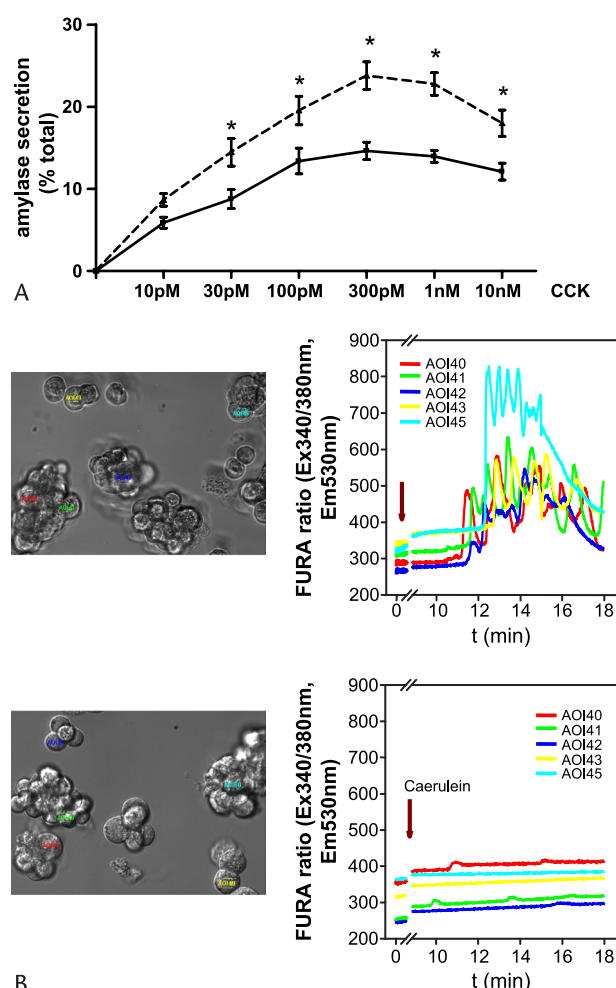 30
20
10
0
amylase secretion
(% total)
* * * * * *
10pM 30pM 100pM 300pM 1nM 10nM CCK
A
AOI43
AOI42
FURA ratio (Ex340/380nm,
Em530nm)
900
800
700
600
500
400
300
200
AOI40
AOI41
AOI42
AOI43
AOI45
0 10 12 14 16 18
t (min)
AOI43
FURA ratio (Ex340/380nm,
Em530nm)
900
800
700
600
500
400
300
200
AOI40
AOI41
AOI42
AOI43
AOI45
Caerulein
0 10 12 14 16 18
t (min)
B